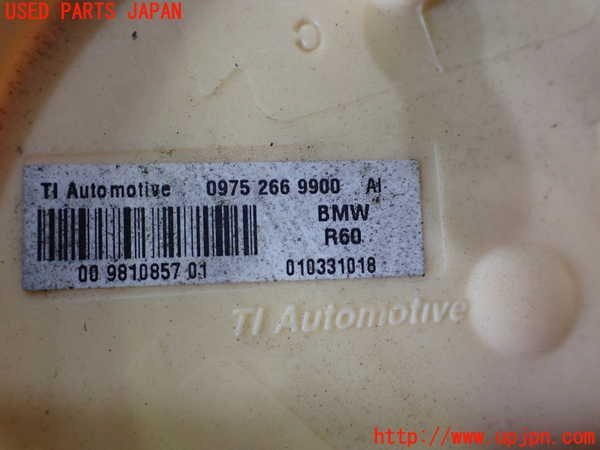 USED PARTS JAPAN
TI Automotive 0975 266 9900 AI
BMW
R60
00 9810857 01 010331018
TI Automotive
http://www.upjpn.com/